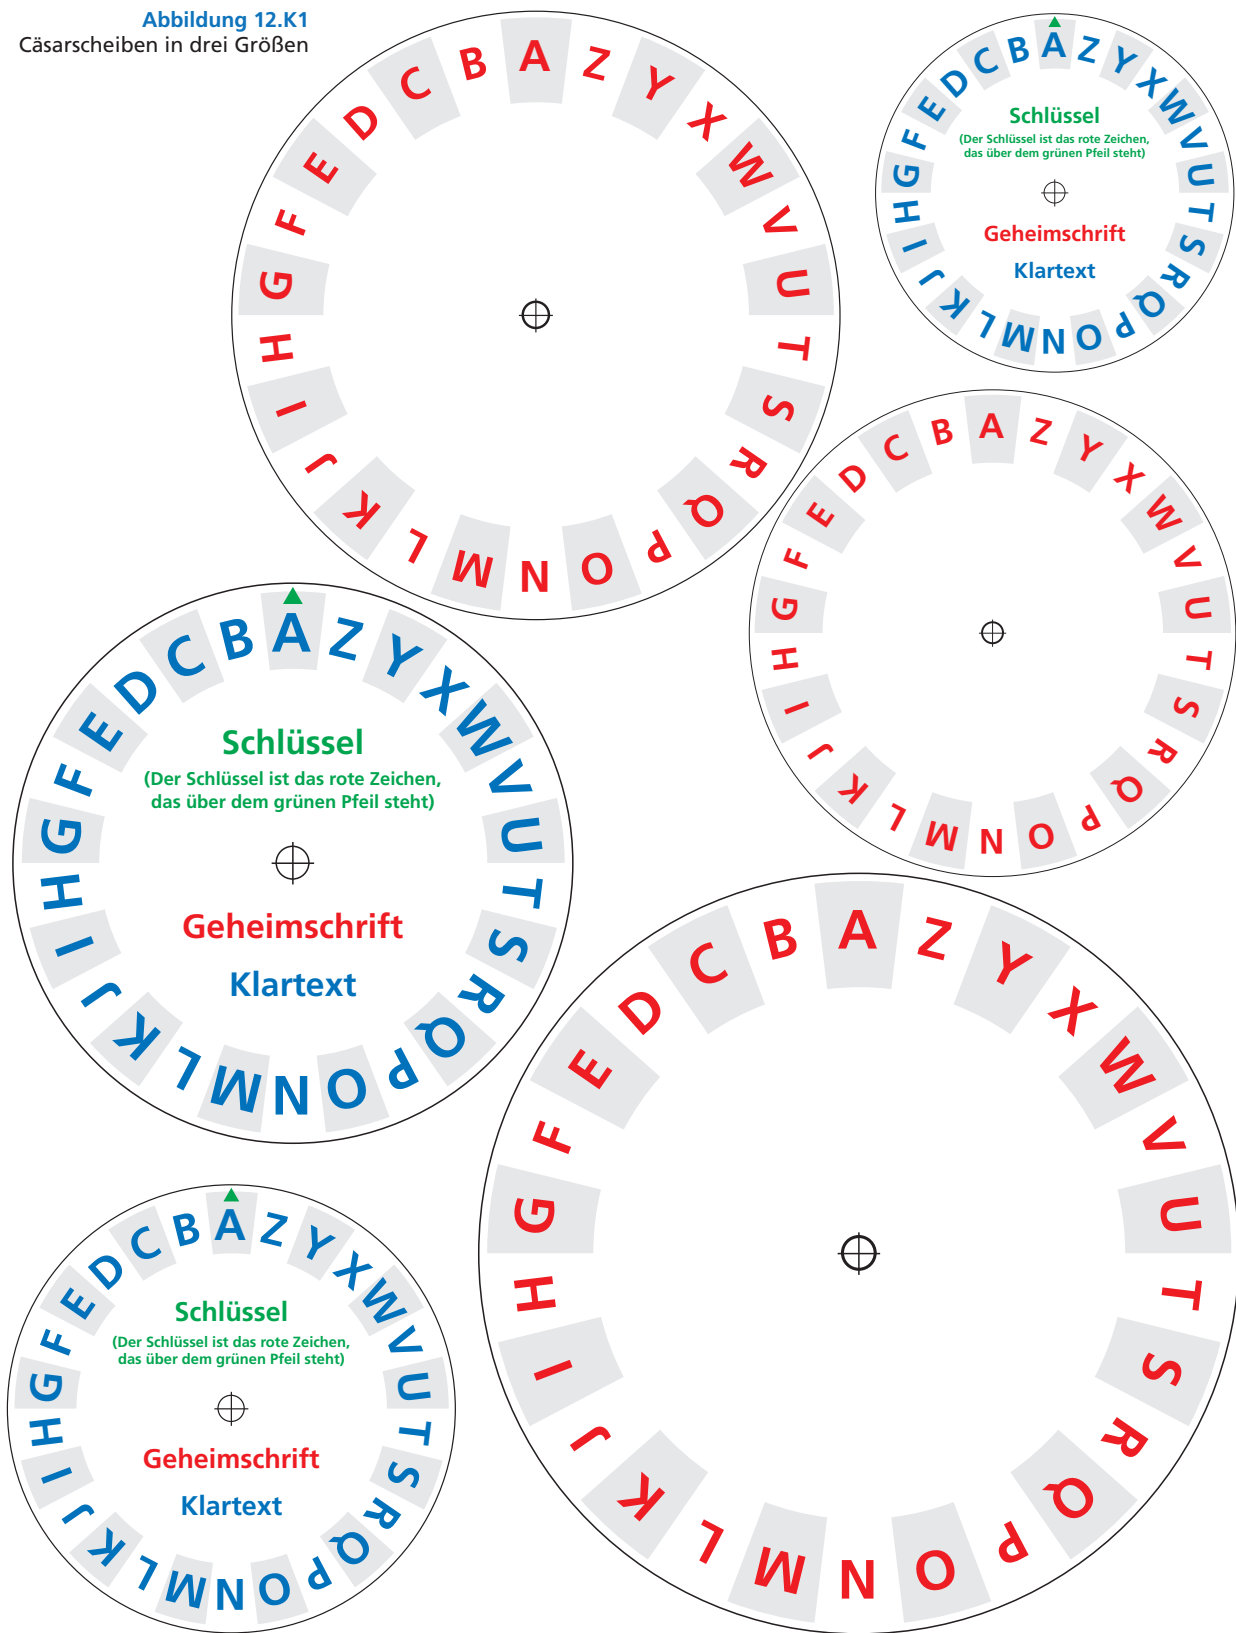 Abbildung 12.K1
Cäsarscheiben in drei Größen
A Z Y X W V U T S R Q P O N M L K J I H G F E D C B
A Z Y X W V U T S R Q P O N M L K J I H G F E D C B
Schlüssel
(Der Schlüssel ist das rote Zeichen,
das über dem grünen Pfeil steht)
Geheimschrift
Klartext
A Z Y X W V U T S R Q P O N M L K J I H G F E D C B
A Z Y X W V U T S R Q P O N M L K J I H G F E D C B
Schlüssel
(Der Schlüssel ist das rote Zeichen,
das über dem grünen Pfeil steht)
Geheimschrift
Klartext
A Z Y X W V U T S R Q P O N M L K J I H G F E D C B
A Z Y X W V U T S R Q P O N M L K J I H G F E D C B
Schlüssel
(Der Schlüssel ist das rote Zeichen,
das über dem grünen Pfeil steht)
Geheimschrift
Klartext